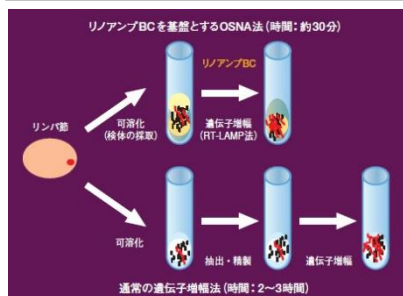 リノアンプBCを基盤とするOSNA法(時間:約30分)
リノアンプBC
リンパ節
可溶化
(検体の採取)
遺伝子増幅
(RT-LAMP法)
可溶化
抽出・精製
遺伝子増幅
通常の遺伝子増幅法(時間:2〜3時間)